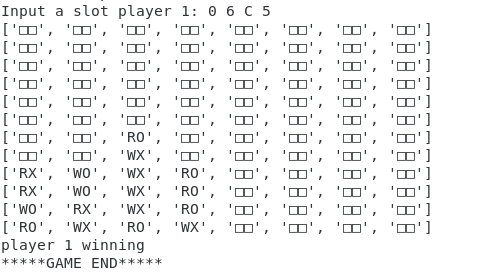 Input a slot player 1: 0 6 C 5
['□□', '□□', '□□', '□□', '□□', '□□', '□□', '□□']
['□□', '□□', '□□', '□□', '□□', '□□', '□□', '□□']
['□□', '□□', '□□', '□□', '□□', '□□', '□□', '□□']
['□□', '□□', '□□', '□□', '□□', '□□', '□□', '□□']
['□□', '□□', '□□', '□□', '□□', '□□', '□□', '□□']
['□□', '□□', '□□', '□□', '□□', '□□', '□□', '□□']
['□□', '□□', 'RO', '□□', '□□', '□□', '□□', '□□']
['□□', '□□', 'WX', '□□', '□□', '□□', '□□', '□□']
['RX', 'WO', 'WX', 'RO', '□□', '□□', '□□', '□□']
['RX', 'WO', 'WX', 'RO', '□□', '□□', '□□', '□□']
['WO', 'RX', 'WX', 'RO', '□□', '□□', '□□', '□□']
['RO', 'WX', 'RO', 'WX', '□□', '□□', '□□', '□□']
player 1 winning
*****GAME END*****